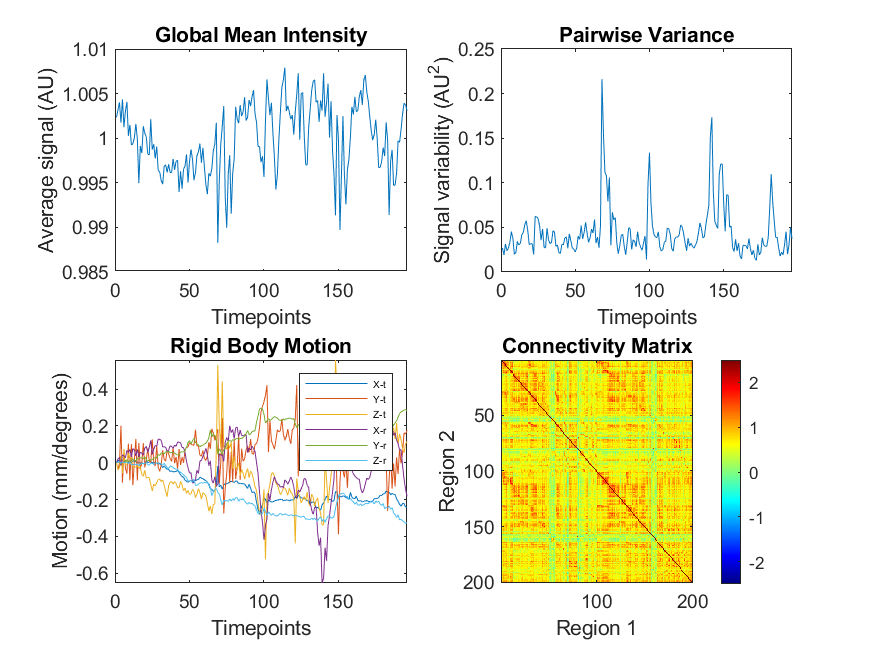 Global Mean Intensity
1.01
1.005
1
0.995
0.99
0.985
Average signal (AU)
0 50 100 150
Timepoints
Pairwise Variance
0.25
0.2
0.15
0.1
0.05
0
Signal variability (AU²)
0 50 100 150
Timepoints
Rigid Body Motion
0.4
0.2
0
-0.2
-0.4
-0.6
Motion (mm/degrees)
X-t
Y-t
Z-t
X-r
Y-r
Z-r
0 50 100 150
Timepoints
Connectivity Matrix
50
100
150
200
Region 2
100 200
Region 1
2
1
0
-1
-2